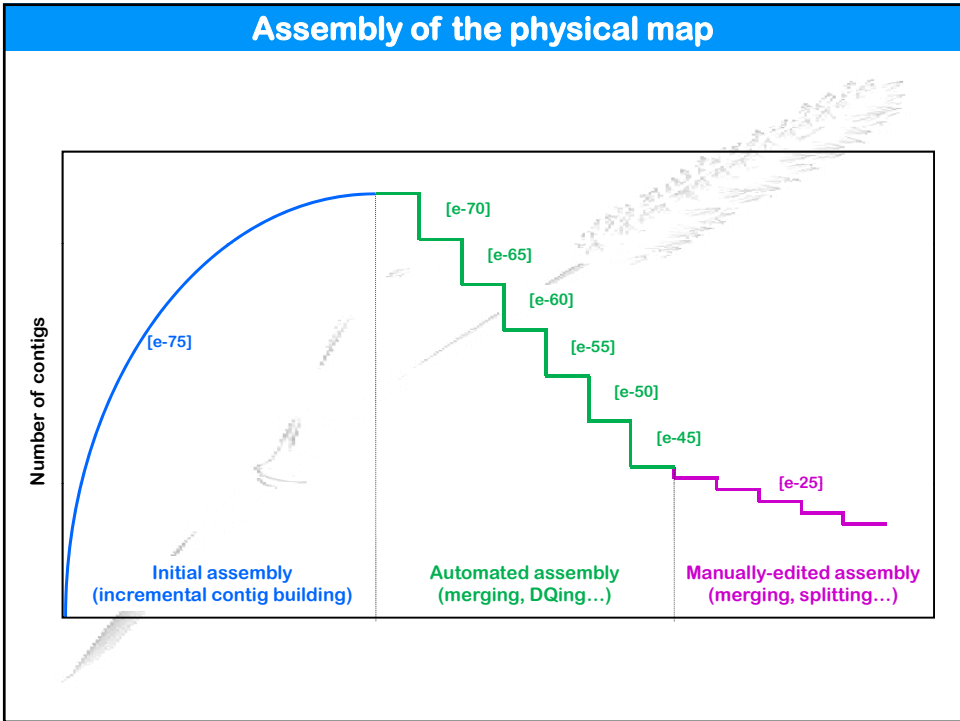 Assembly of the physical map
Number of contigs
[e-75]
[e-70]
[e-65]
[e-60]
[e-55]
[e-50]
[e-45]
[e-25]
Initial assembly
(incremental contig building)
Automated assembly
(merging, DQing…)
Manually-edited assembly
(merging, splitting…)